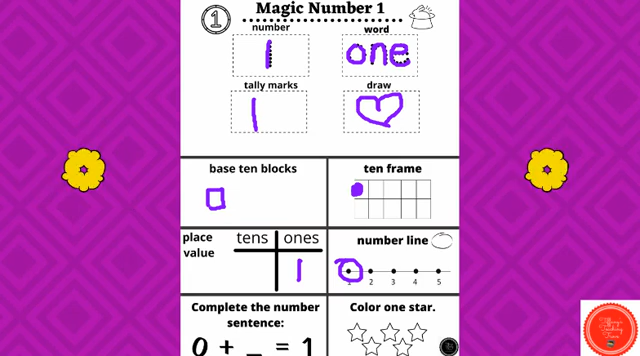 Magic Number 1
1
number
word
1
one
tally marks
draw
base ten blocks
ten frame
place
value
tens
ones
1
number line
1 2 3 4 5
Complete the number
sentence:
Color one star.
0 + _ = 1